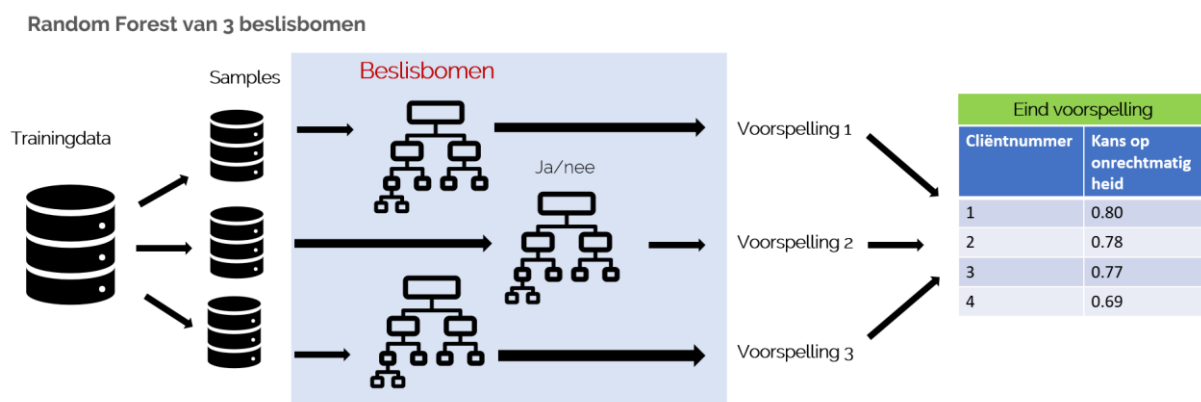 Random Forest van 3 beslisbomen
Trainingdata
Samples
Beslisbomen
Ja/nee
Voorspelling 1
Voorspelling 2
Voorspelling 3
Eind voorspelling
Cliëntnummer
Kans op
onrechtmatig
heid
1 0.80
2 0.78
3 0.77
4 0.69